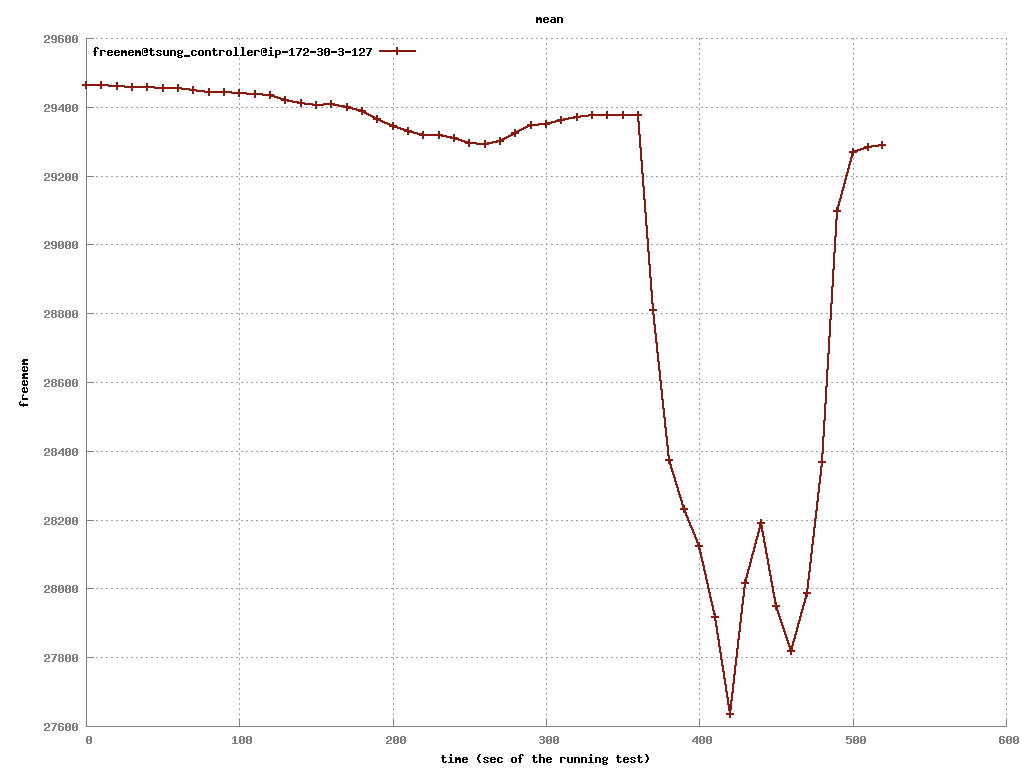 mean
29600
freemem@tsung_controller@ip-172-30-3-127
29400
29200
29000
28800
28600
freemem
28400
28200
28000
27800
27600
0 100 200 300 400 500 600
time (sec of the running test)